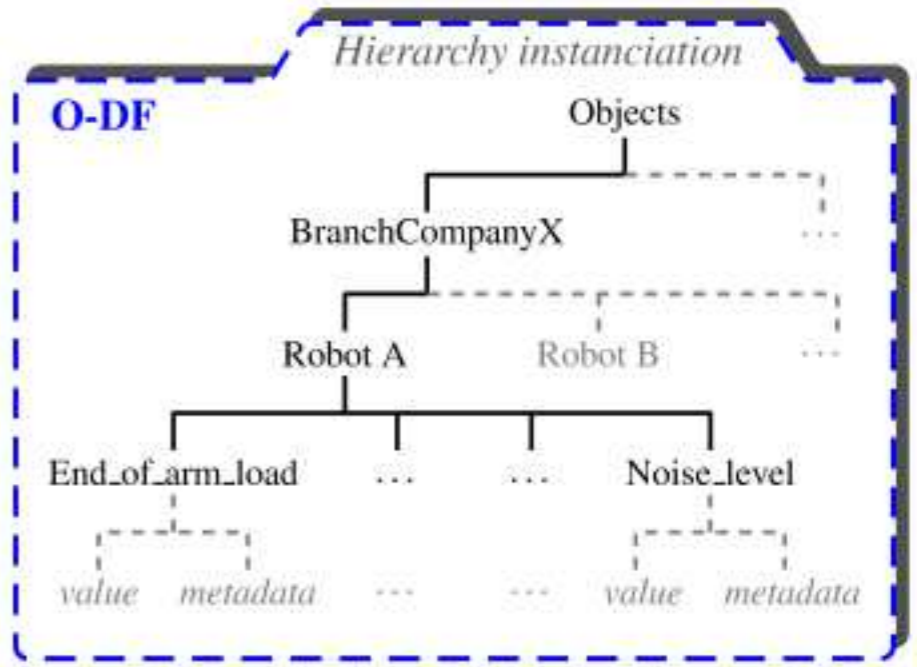 Hierarchy instanciation
O-DF
Objects
BranchCompanyX
...
Robot A
Robot B
...
End_of_arm_load
...
...
Noise_level
value
metadata
...
...
value
metadata